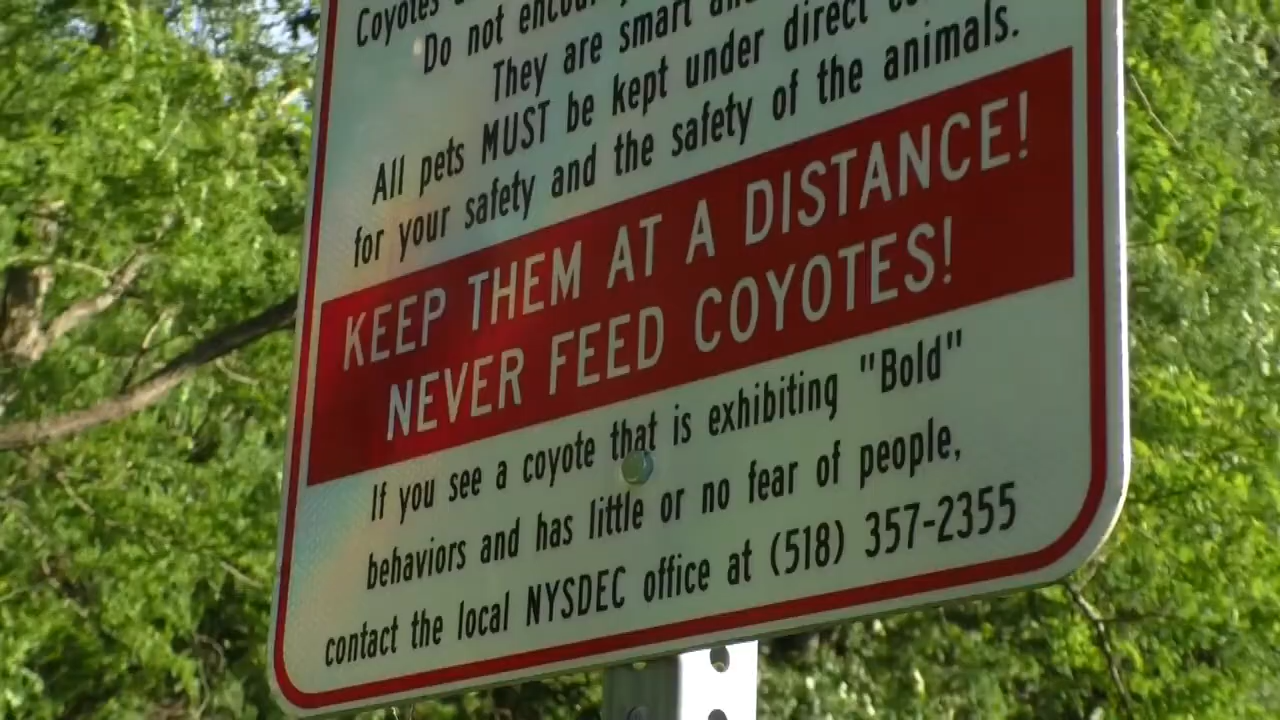 Coyotes
Do not
They are smart
All pets MUST be kept under direct
for your safety and the safety of the animals.
KEEP THEM AT A DISTANCE!
NEVER FEED COYOTES!
If you see a coyote that is exhibiting "Bold"
behaviors and has little or no fear of people,
contact the local NYSDEC office at (518) 357-2355